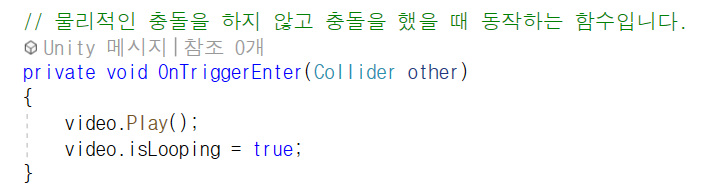 // 물리적인 충돌을 하지 않고 충돌을 했을 때 동작하는 함수입니다.
Unity 메시지|참조 0개
private void OnTriggerEnter(Collider other)
{
video.Play();
video.isLooping = true;
}